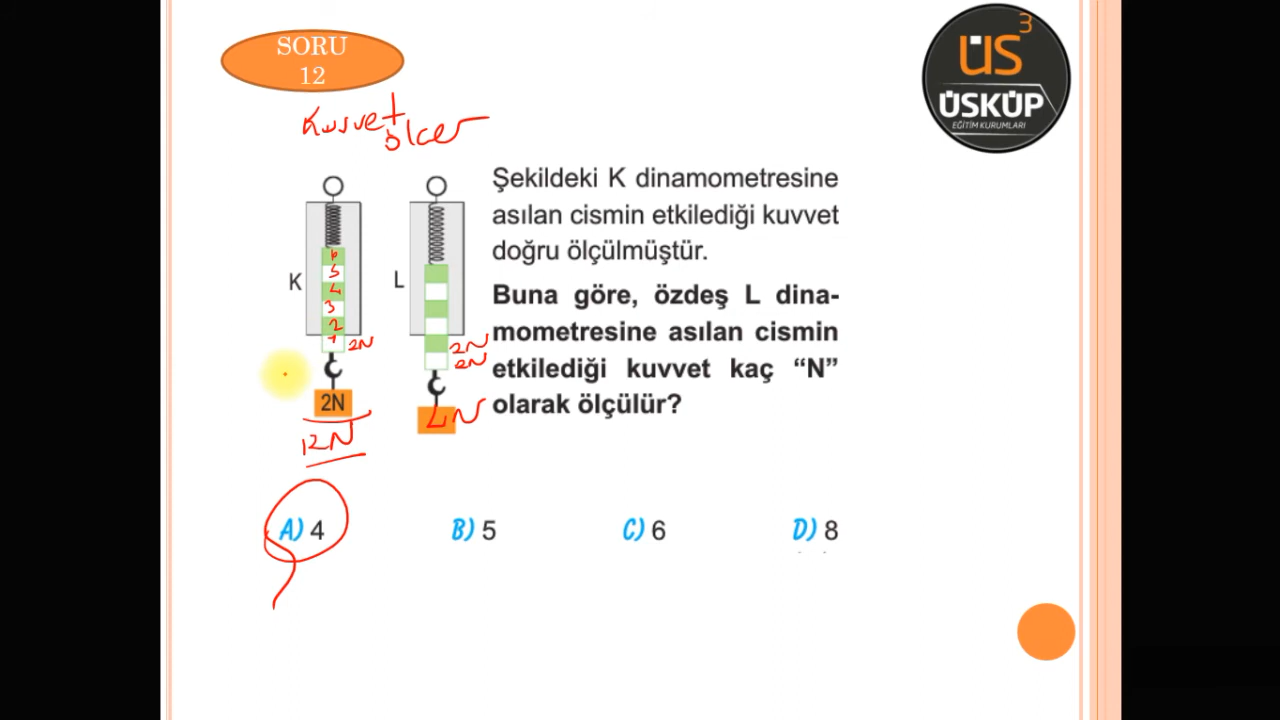 SORU
12
ÜS3
ÜSKÜP
EĞİTİM KURUMLARI
Kuvvet
ölçer
Şekildeki K dinamometresine
asılan cismin etkilediği kuvvet
doğru ölçülmüştür.
Buna göre, özdeş L dina-
mometresine asılan cismin
etkilediği kuvvet kaç “N”
olarak ölçülür?
K
6
5
4
3
2
1
2N
2N
12N
L
2N
2N
4N
A) 4
B) 5
C) 6
D) 8